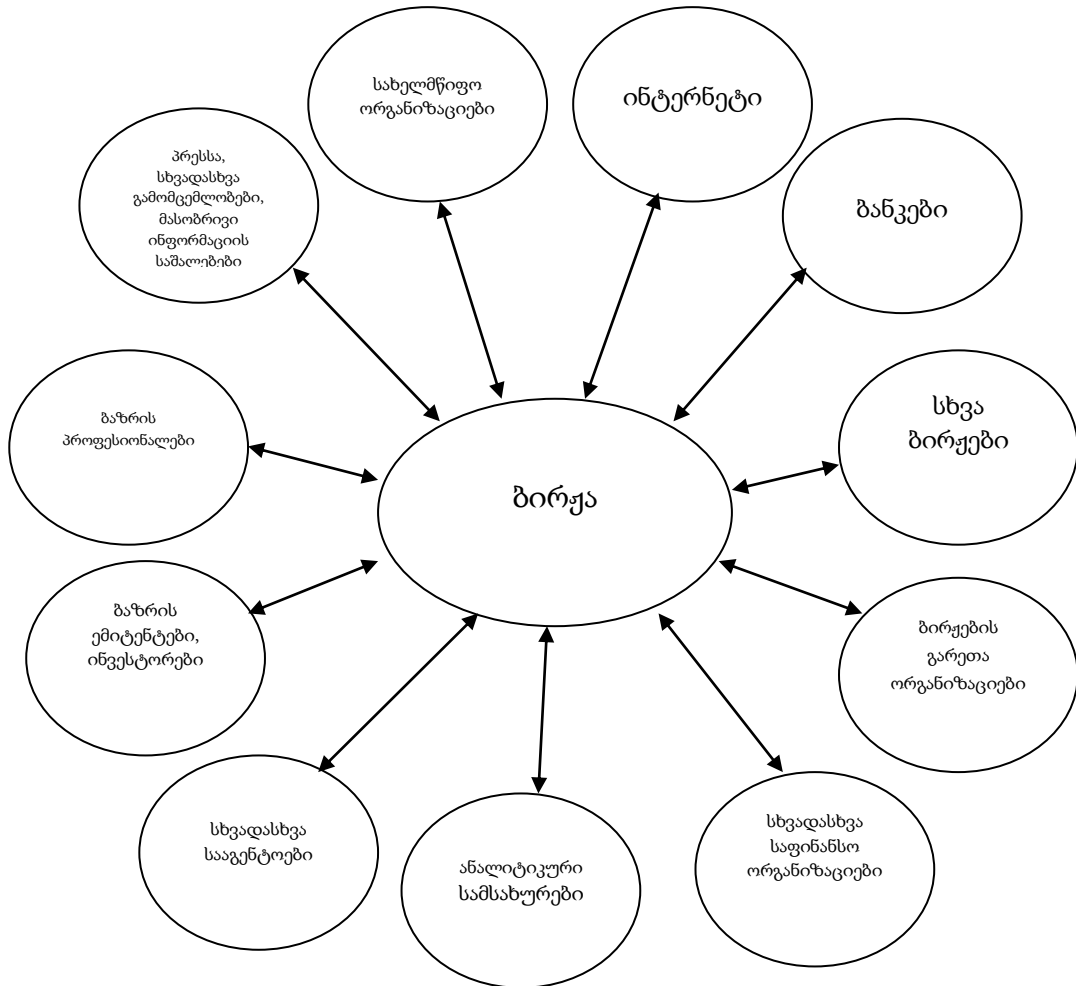 სახელმწიფო
ორგანიზაციები
ინტერნეტი
პრესსა,
სხვადასხვა
გამომცემლობები,
მასობრივი
ინფორმაციის
საშალებები
ბანკები
ბაზრის
პროფესიონალები
ბირჟა
სხვა
ბირჟები
ბაზრის
ემიტენტები,
ინვესტორები
ბირჟების
გარეთა
ორგანიზაციები
სხვადასხვა
სააგენტოები
ანალიტიკური
სამსახურები
სხვადასხვა
საფინანსო
ორგანიზაციები